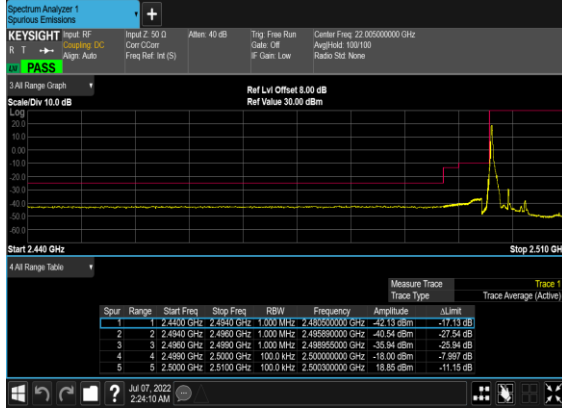 Spectrum Analyzer 1
Spurious Emissions
+
KEYSIGHT
R T
LXI PASS
Input: RF
Coupling: DC
Align: Auto
Input Z: 50 Ω
Corr CCorr
Freq Ref: Int (S)
Atten: 40 dB
Trig: Free Run
Gate: Off
IF Gain: Low
Center Freq: 22.005000000 GHz
Avg|Hold: 100/100
Radio Std: None
3 All Range Graph
Scale/Div 10.0 dB
Ref Lvl Offset 8.00 dB
Ref Value 30.00 dBm
Log
20.0
10.0
0.00
-10.0
-20.0
-30.0
-40.0
-50.0
-60.0
Start 2.440 GHz
Stop 2.510 GH
4 All Range Table
Measure Trace Trace 1
Trace Type Trace Average (Active)
Spur Range Start Freq Stop Freq RBW Frequency Amplitude ΔLimit
1 1 2.4400 GHz 2.4940 GHz 1.000 MHz 2.480500000 GHz -42.13 dBm -17.13 dB
2 2 2.4940 GHz 2.4960 GHz 1.000 MHz 2.495890000 GHz -40.54 dBm -27.54 dB
3 3 2.4960 GHz 2.4990 GHz 1.000 MHz 2.498955000 GHz -35.94 dBm -25.94 dB
4 4 2.4990 GHz 2.5000 GHz 100.0 kHz 2.500000000 GHz -18.00 dBm -7.997 dB
5 5 2.5000 GHz 2.5100 GHz 100.0 kHz 2.500300000 GHz 18.85 dBm -11.15 dB
?
Jul 07, 2022
2:24:10 AM